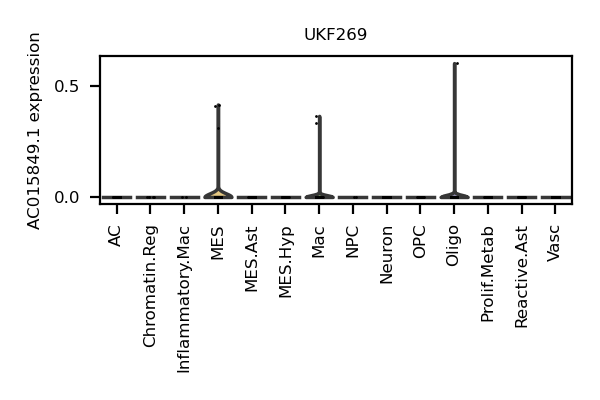 UKF269
AC015849.1 expression
0.5
0.0
AC
Chromatin.Reg
Inflammatory.Mac
MES
MES.Ast
MES.Hyp
Mac
NPC
Neuron
OPC
Oligo
Prolif.Metab
Reactive.Ast
Vasc